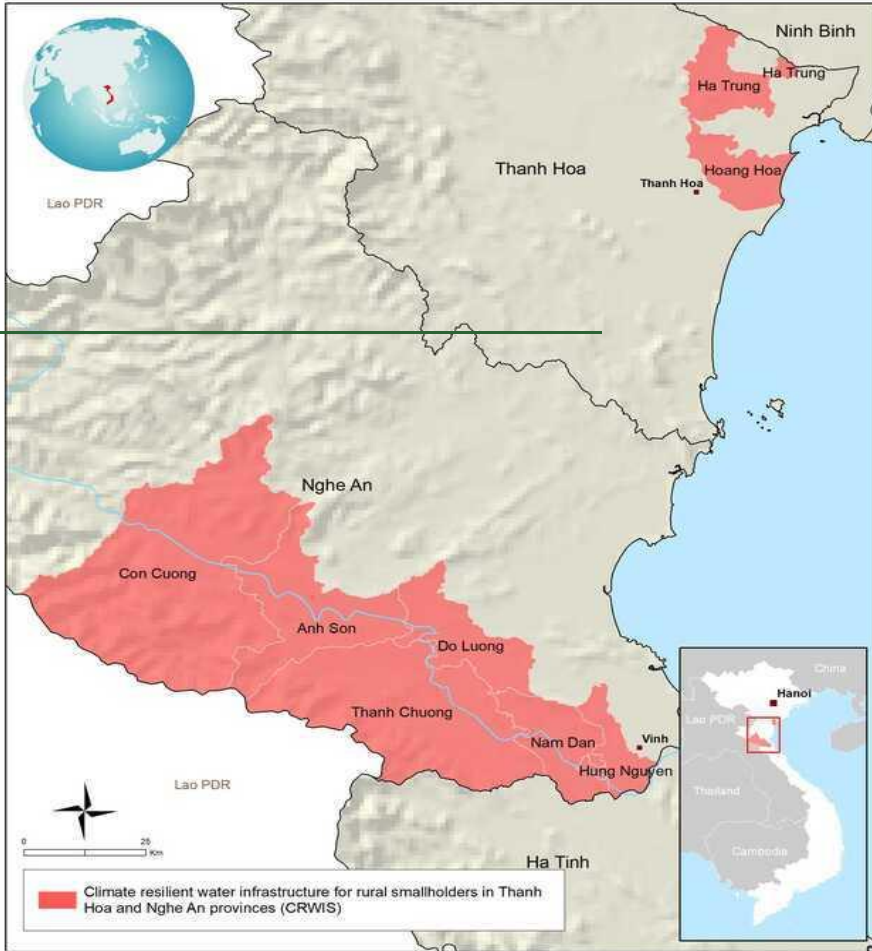 Ninh Binh
Ha Trung
Ha Trung
Thanh Hoa
Hoang Hoa
Thanh Hoa
Lao PDR
Nghe An
Con Cuong
Anh Son
Do Luong
Thanh Chuong
Nam Dan
Vinh
Hung Nguyen
Lao PDR
Ha Tinh
0 25
Km
Climate resilient water infrastructure for rural smallholders in Thanh
Hoa and Nghe An provinces (CRWIS)
China
Hanoi
Lao PDR
Thailand
Cambodia